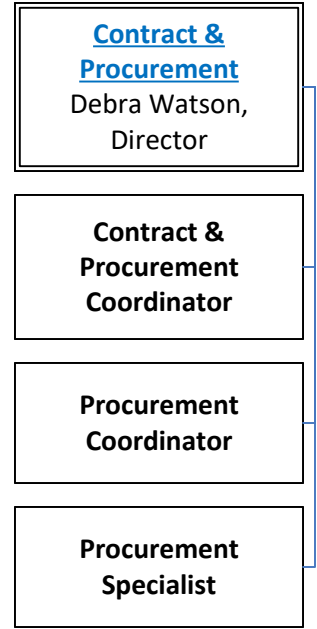 Contract &
Procurement
Debra Watson,
Director
Contract &
Procurement
Coordinator
Procurement
Coordinator
Procurement
Specialist